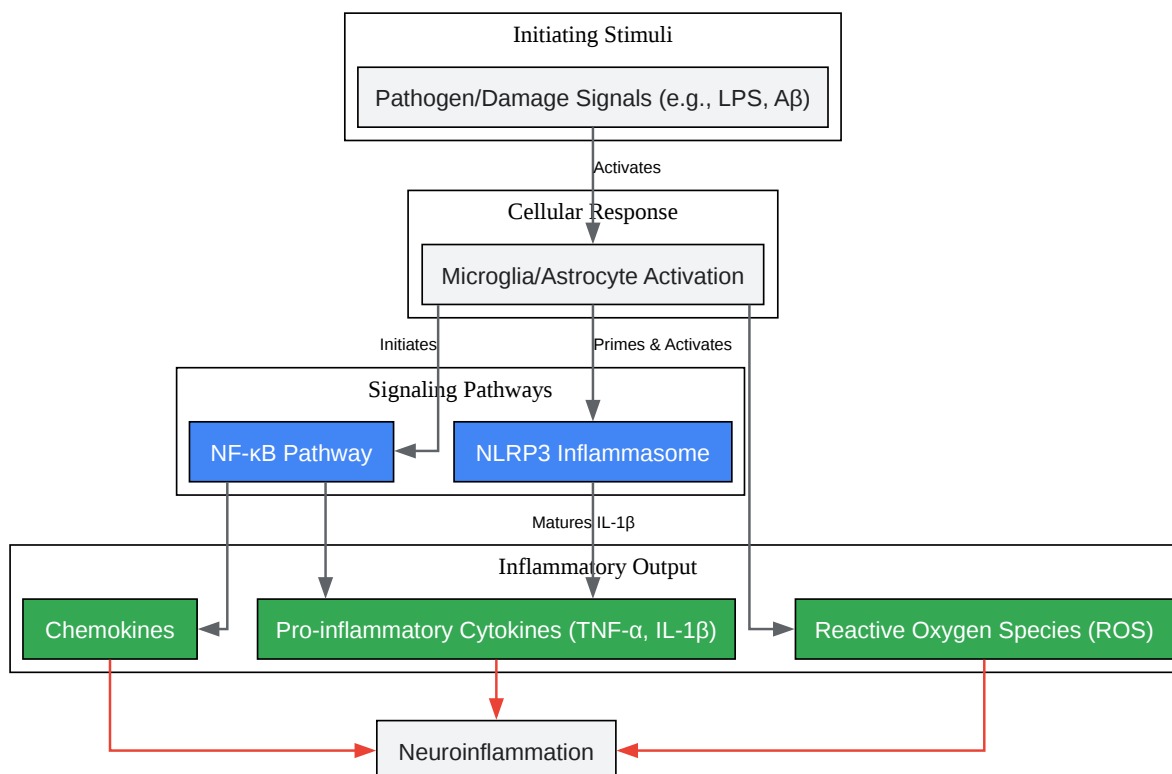 Initiating Stimuli
Pathogen/Damage Signals (e.g., LPS, Aβ)
Activates
Cellular Response
Microglia/Astrocyte Activation
Initiates
Primes & Activates
Signaling Pathways
NF-κB Pathway
NLRP3 Inflammasome
Matures IL-1β
Inflammatory Output
Chemokines
Pro-inflammatory Cytokines (TNF-α, IL-1β)
Reactive Oxygen Species (ROS)
Neuroinflammation